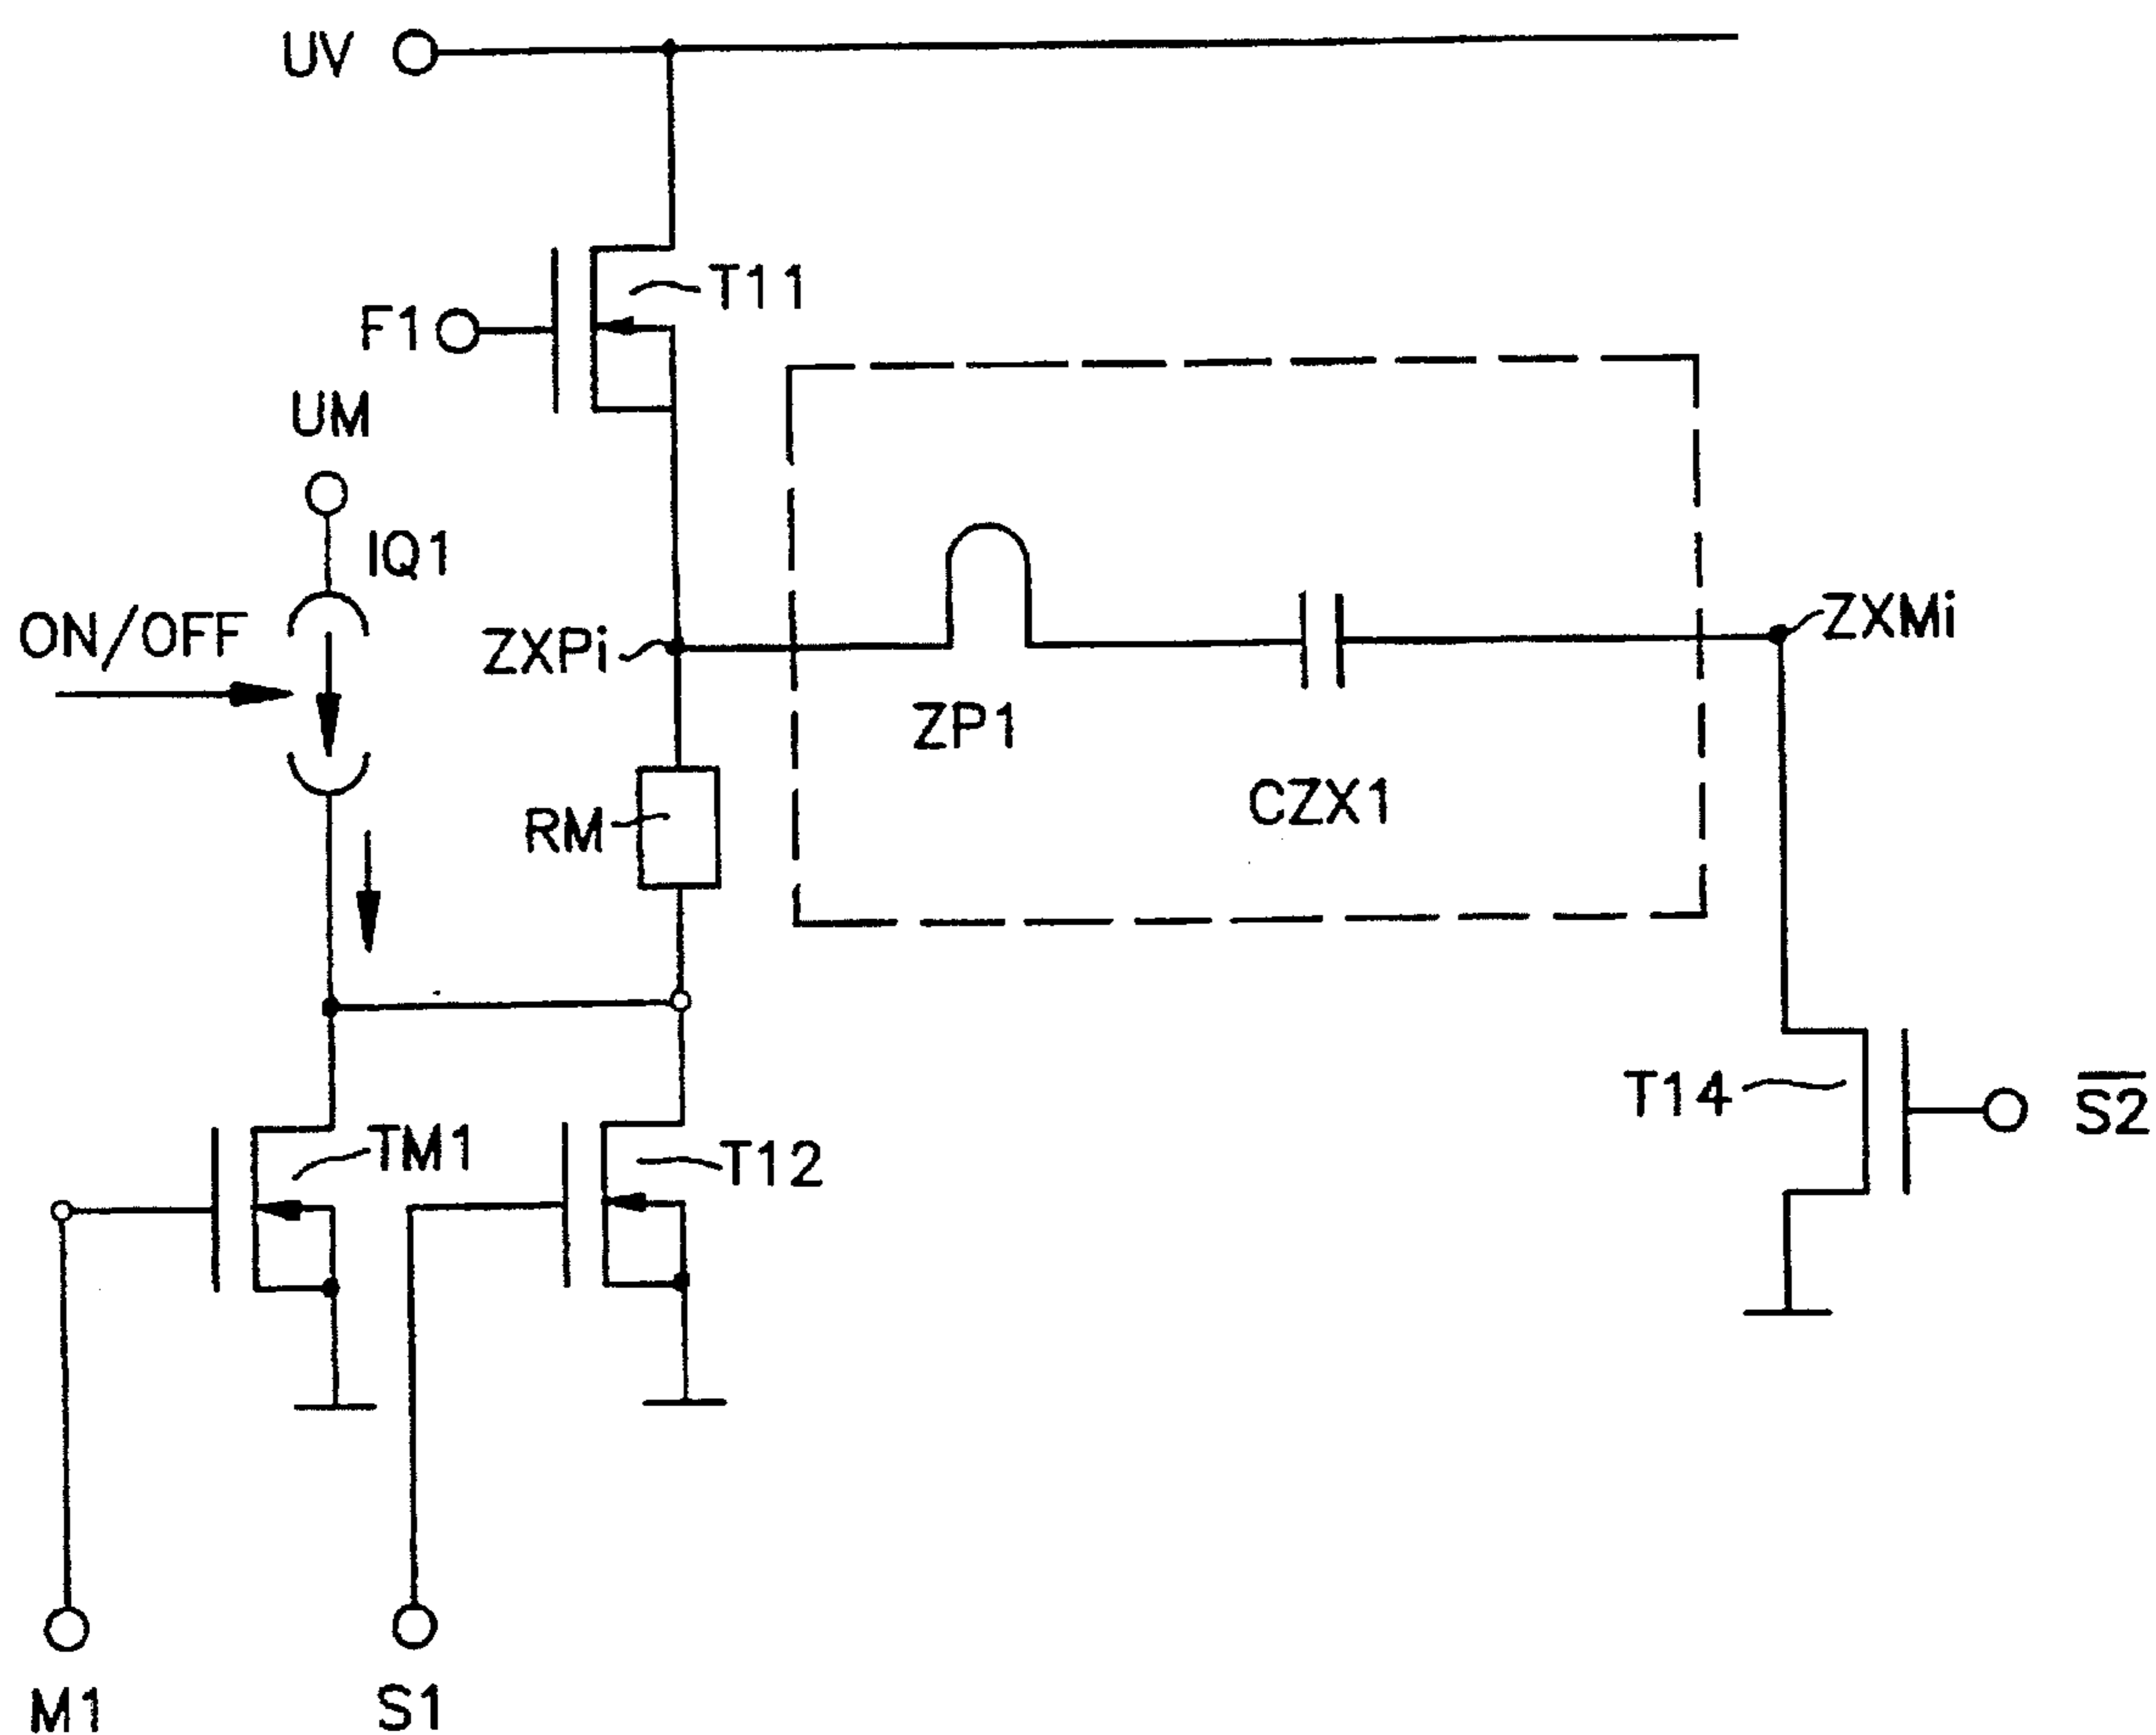 UV
T11
F1
UM
IQ1
ON/OFF
ZXPi
ZXMi
ZP1
CZX1
RM
T14
S2
TM1
T12
M1
S1